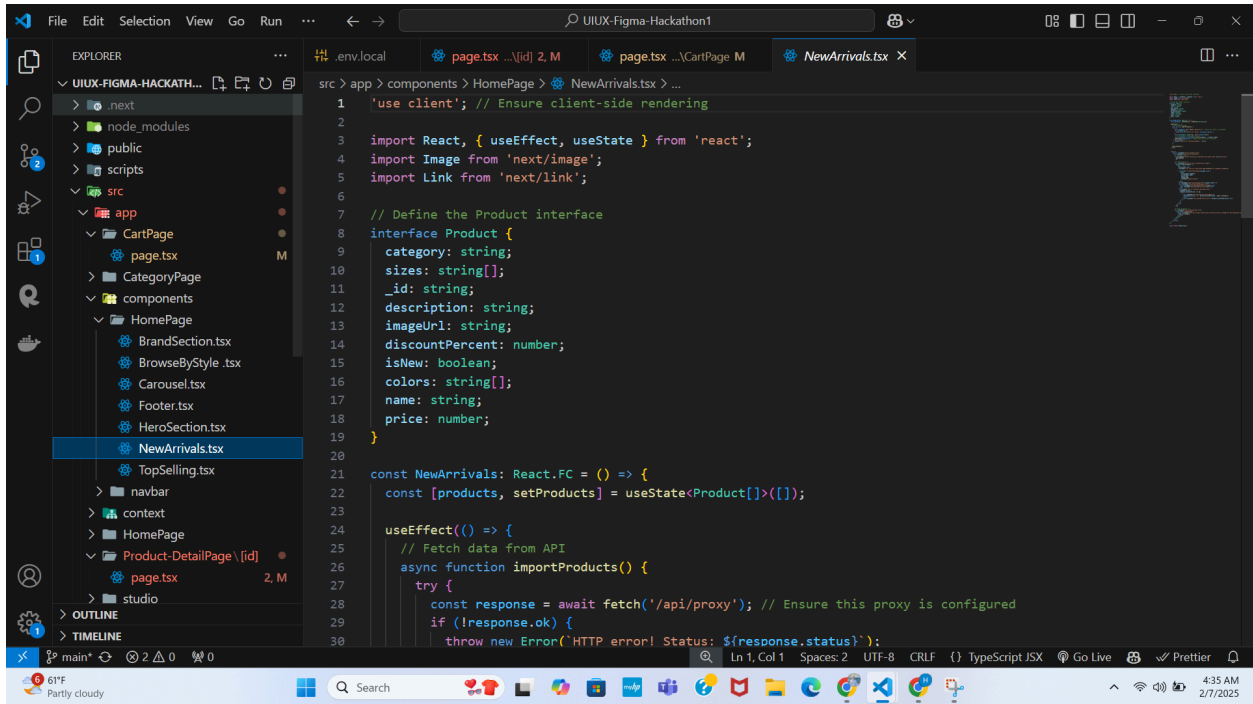 File Edit Selection View Go Run ··· UIUX-Figma-Hackathon1
EXPLORER ···
UIUX-FIGMA-HACKATH...
.next
node_modules
public
scripts
src
app
CartPage
page.tsx M
CategoryPage
components
HomePage
BrandSection.tsx
BrowseByStyle .tsx
Carousel.tsx
Footer.tsx
HeroSection.tsx
NewArrivals.tsx
TopSelling.tsx
navbar
context
HomePage
Product-DetailPage\[id]
page.tsx 2, M
studio
OUTLINE
TIMELINE
2
1
1
.env.local page.tsx ...\[id] 2, M page.tsx ...\CartPage M NewArrivals.tsx
src > app > components > HomePage > NewArrivals.tsx > ...
1 'use client'; // Ensure client-side rendering
2
3 import React, { useEffect, useState } from 'react';
4 import Image from 'next/image';
5 import Link from 'next/link';
6
7 // Define the Product interface
8 interface Product {
9 category: string;
10 sizes: string[];
11 _id: string;
12 description: string;
13 imageUrl: string;
14 discountPercent: number;
15 isNew: boolean;
16 colors: string[];
17 name: string;
18 price: number;
19 }
20
21 const NewArrivals: React.FC = () => {
22 const [products, setProducts] = useState<Product[]>([]);
23
24 useEffect(() => {
25 // Fetch data from API
26 async function importProducts() {
27 try {
28 const response = await fetch('/api/proxy'); // Ensure this proxy is configured
29 if (!response.ok) {
30 throw new Error(`HTTP error! Status: ${response.status}`);
main* 2 0 0 Ln 1, Col 1 Spaces: 2 UTF-8 CRLF {} TypeScript JSX Go Live Prettier
6 61°F
Partly cloudy
Search
4:35 AM
2/7/2025